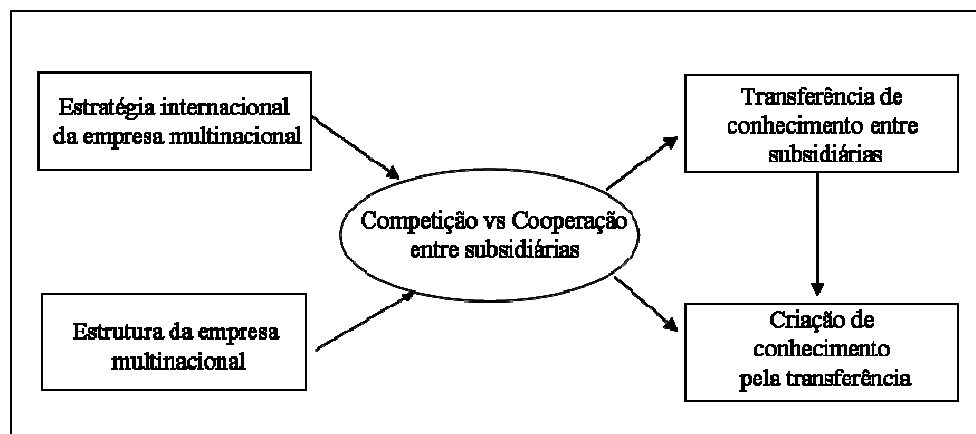 Estratégia internacional
da empresa multinacional
Estrutura da empresa
multinacional
Competição vs Cooperação
entre subsidiárias
Transferência de
conhecimento entre
subsidiárias
Criação de
conhecimento
pela transferência